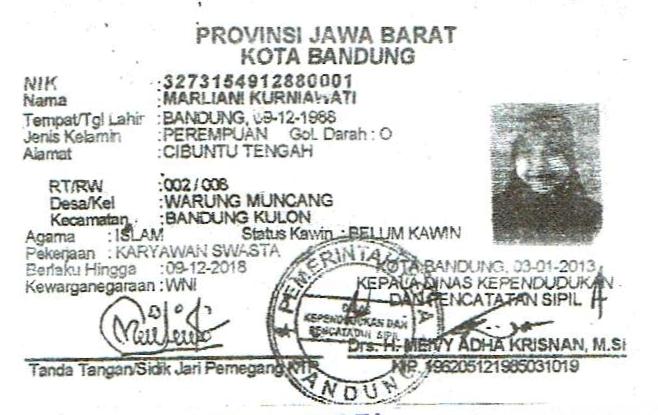 PROVINSI JAWA BARAT
KOTA BANDUNG
NIK : 3273154912880001
Nama : MARLIANI KURNIAWATI
Tempat/Tgl Lahir : BANDUNG, 09-12-1988
Jenis Kelamin : PEREMPUAN Gol. Darah : O
Alamat : CIBUNTU TENGAH
RT/RW : 002/008
Desa/Kel : WARUNG MUNCANG
Kecamatan : BANDUNG KULON
Agama : ISLAM Status Kawin : BELUM KAWIN
Pekerjaan : KARYAWAN SWASTA
Berlaku Hingga : 09-12-2018
Kewarganegaraan : WNI
KOTA BANDUNG, 03-01-2013
KEPALA DINAS KEPENDUDUKAN
DAN PENCATATAN SIPIL
PEMERINTAH KOTA
DINAS
KEPENDUDUKAN DAN
PENCATATAN SIPIL
BANDUNG
Drs. H. MEIVY ADHA KRISNAN, M.Si
Tanda Tangan/Sidik Jari Pemegang KTP NIP. 196205121985031019